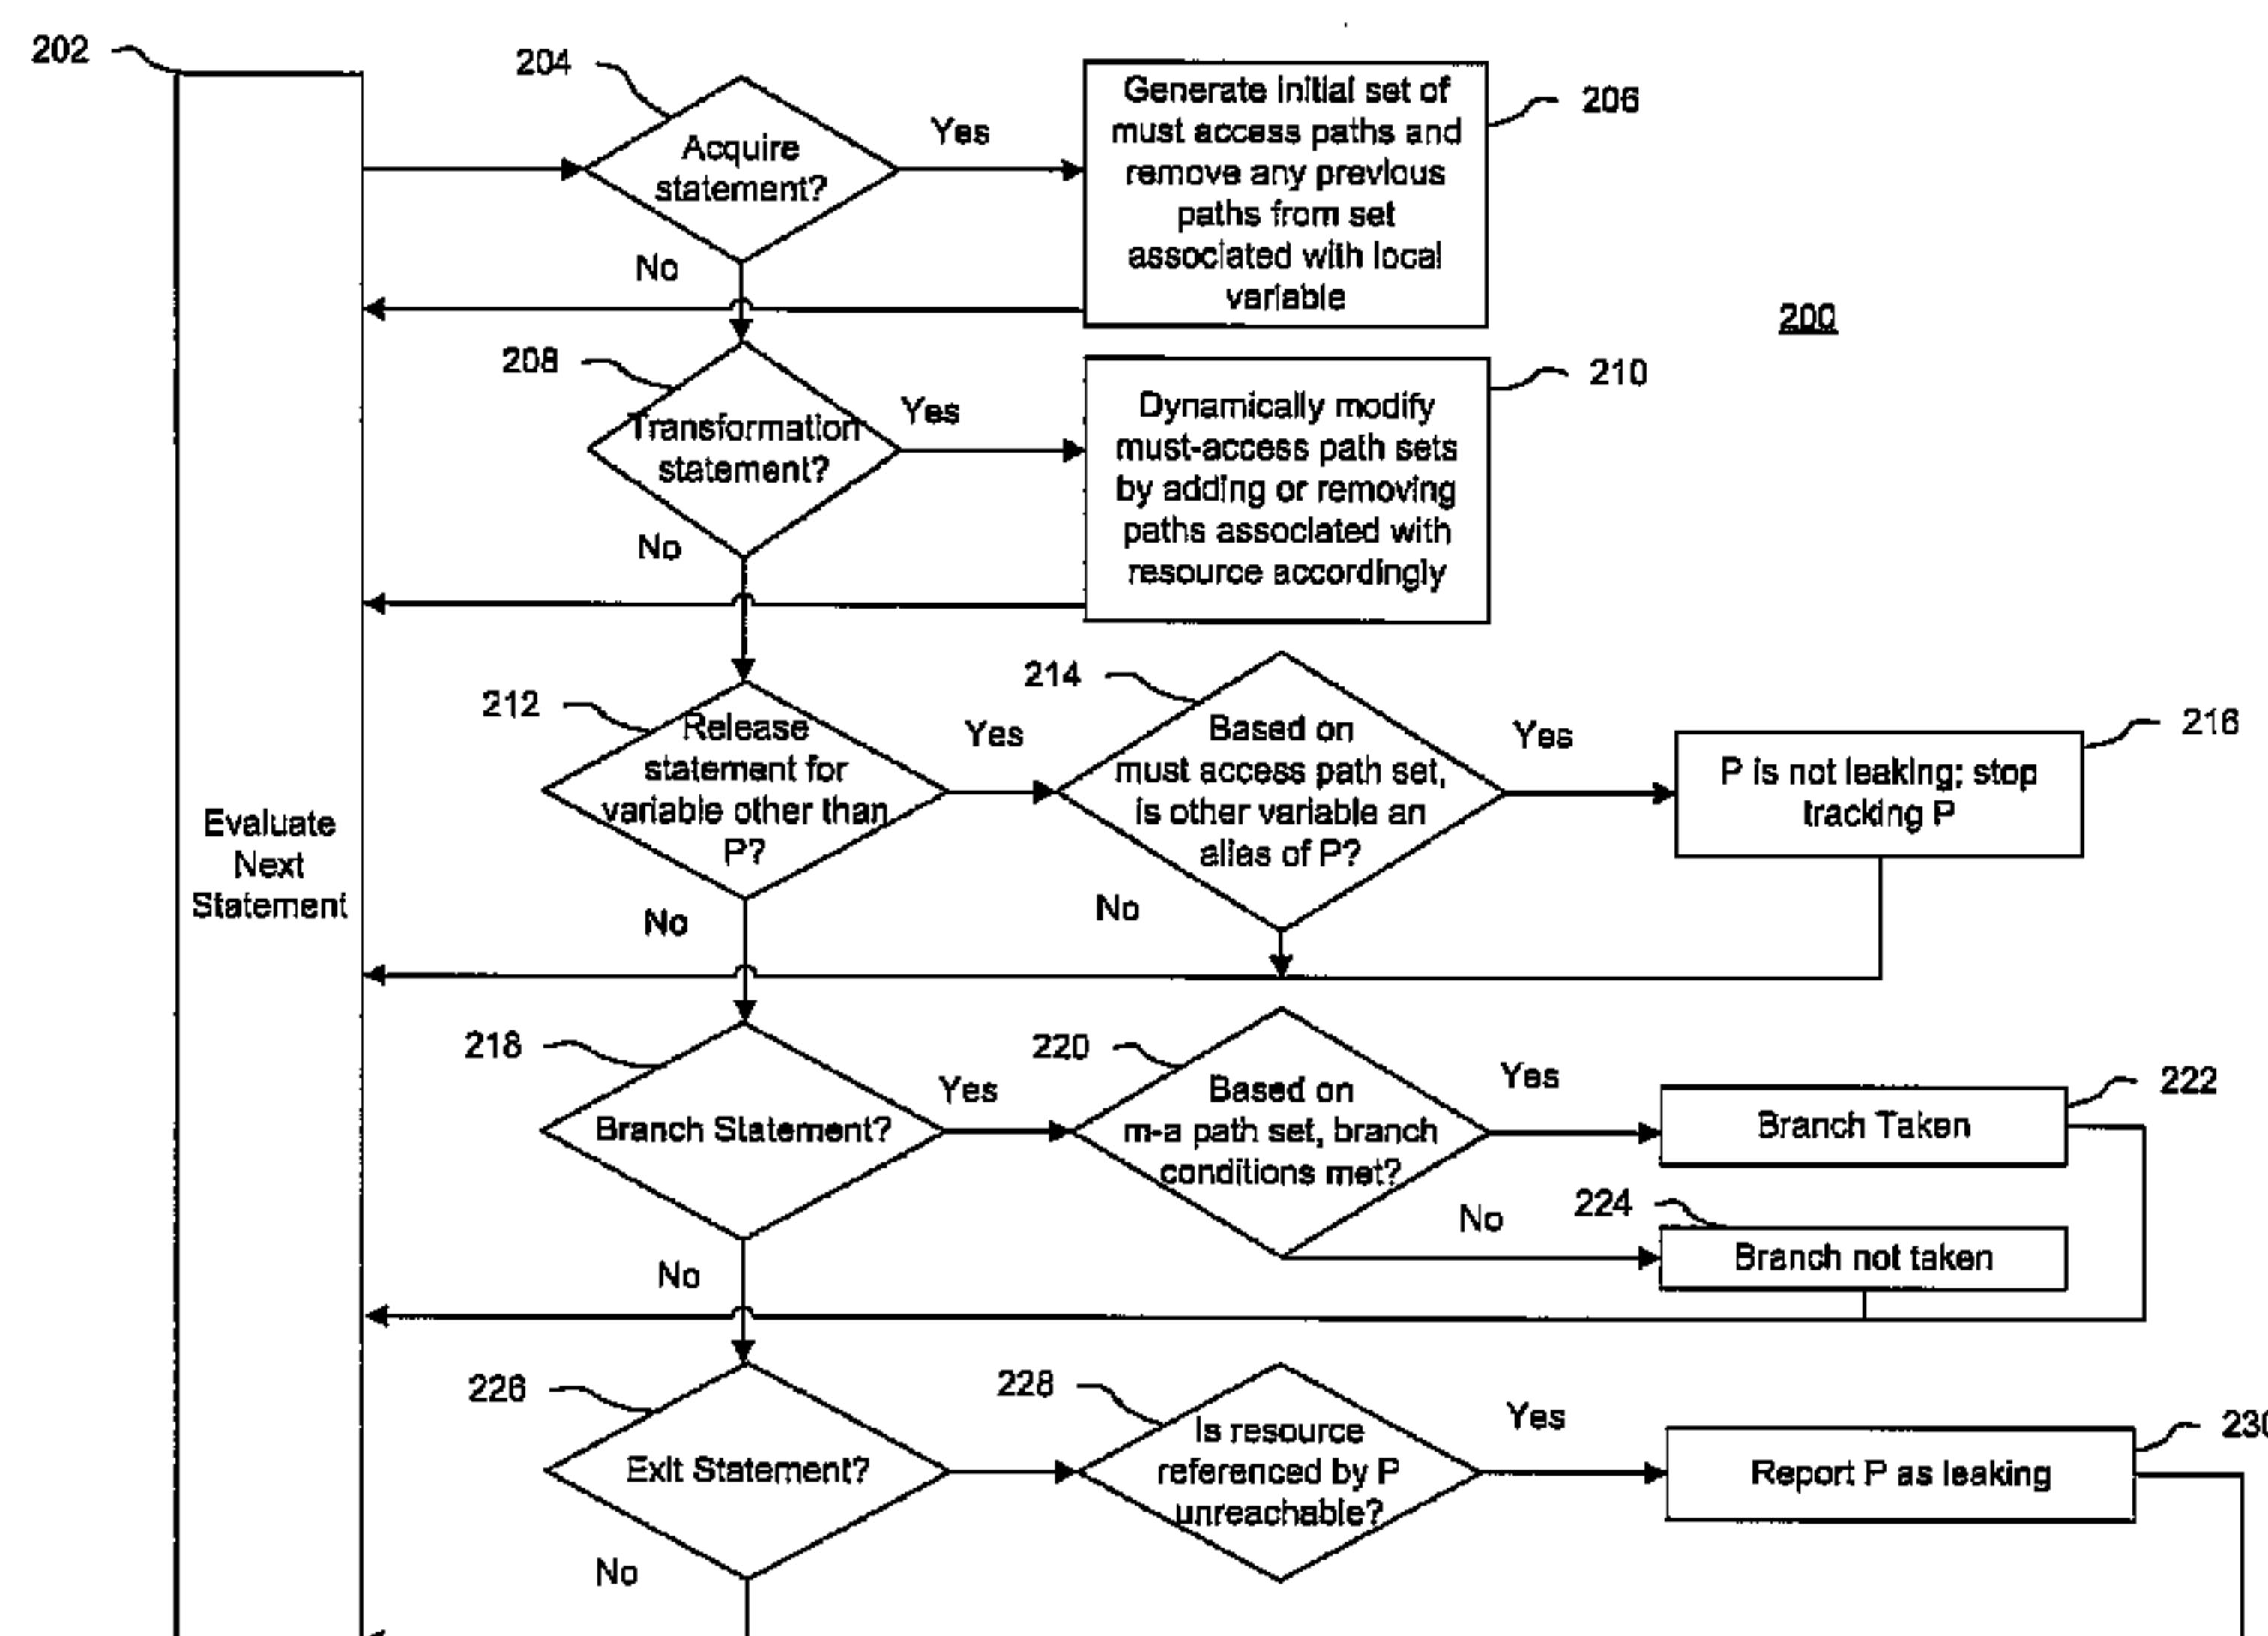 202
204
Acquire
statement?
Yes
No
Generate initial set of
must access paths and
remove any previous
paths from set
associated with local
variable
206
200
208
Transformation
statement?
Yes
No
Dynamically modify
must-access path sets
by adding or removing
paths associated with
resource accordingly
210
212
Release
statement for
variable other than
P?
Yes
No
214
Based on
must access path set,
is other variable an
alias of P?
Yes
No
P is not leaking; stop
tracking P
216
Evaluate
Next
Statement
218
Branch Statement?
Yes
No
220
Based on
m-a path set, branch
conditions met?
Yes
No
Branch Taken
222
224
Branch not taken
226
Exit Statement?
No
228
Is resource
referenced by P
unreachable?
Yes
Report P as leaking
230